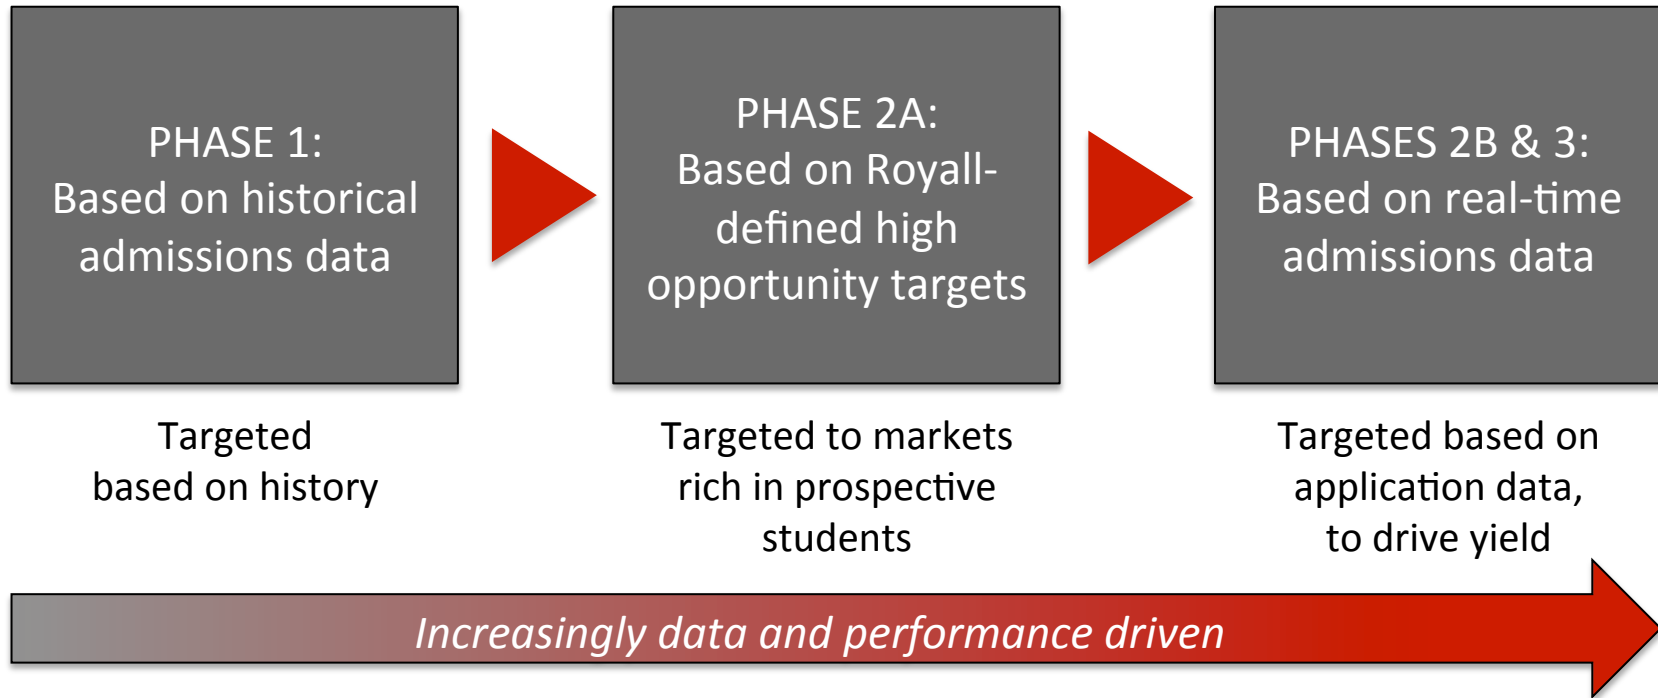 PHASE 1:
Based on historical
admissions data
PHASE 2A:
Based on Royall-
defined high
opportunity targets
PHASES 2B & 3:
Based on real-time
admissions data
Targeted
based on history
Targeted to markets
rich in prospective
students
Targeted based on
application data,
to drive yield
Increasingly data and performance driven